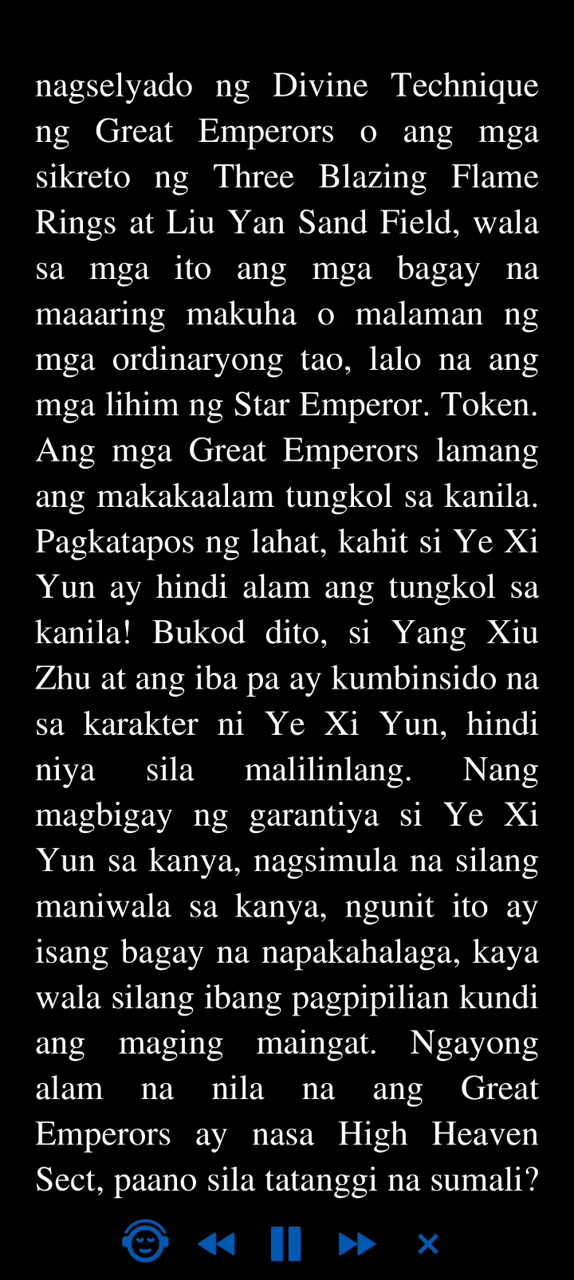 nagselyado ng Divine Technique
ng Great Emperors o ang mga
sikreto ng Three Blazing Flame
Rings at Liu Yan Sand Field, wala
sa mga ito ang mga bagay na
maaaring makuha o malaman ng
mga ordinaryong tao, lalo na ang
mga lihim ng Star Emperor. Token.
Ang mga Great Emperors lamang
ang makakaalam tungkol sa kanila.
Pagkatapos ng lahat, kahit si Ye Xi
Yun ay hindi alam ang tungkol sa
kanila! Bukod dito, si Yang Xiu
Zhu at ang iba pa ay kumbinsido na
sa karakter ni Ye Xi Yun, hindi
niya sila malilinlang. Nang
magbigay ng garantiya si Ye Xi
Yun sa kanya, nagsimula na silang
maniwala sa kanya, ngunit ito ay
isang bagay na napakahalaga, kaya
wala silang ibang pagpipilian kundi
ang maging maingat. Ngayong
alam na nila na ang Great
Emperors ay nasa High Heaven
Sect, paano sila tatanggi na sumali?